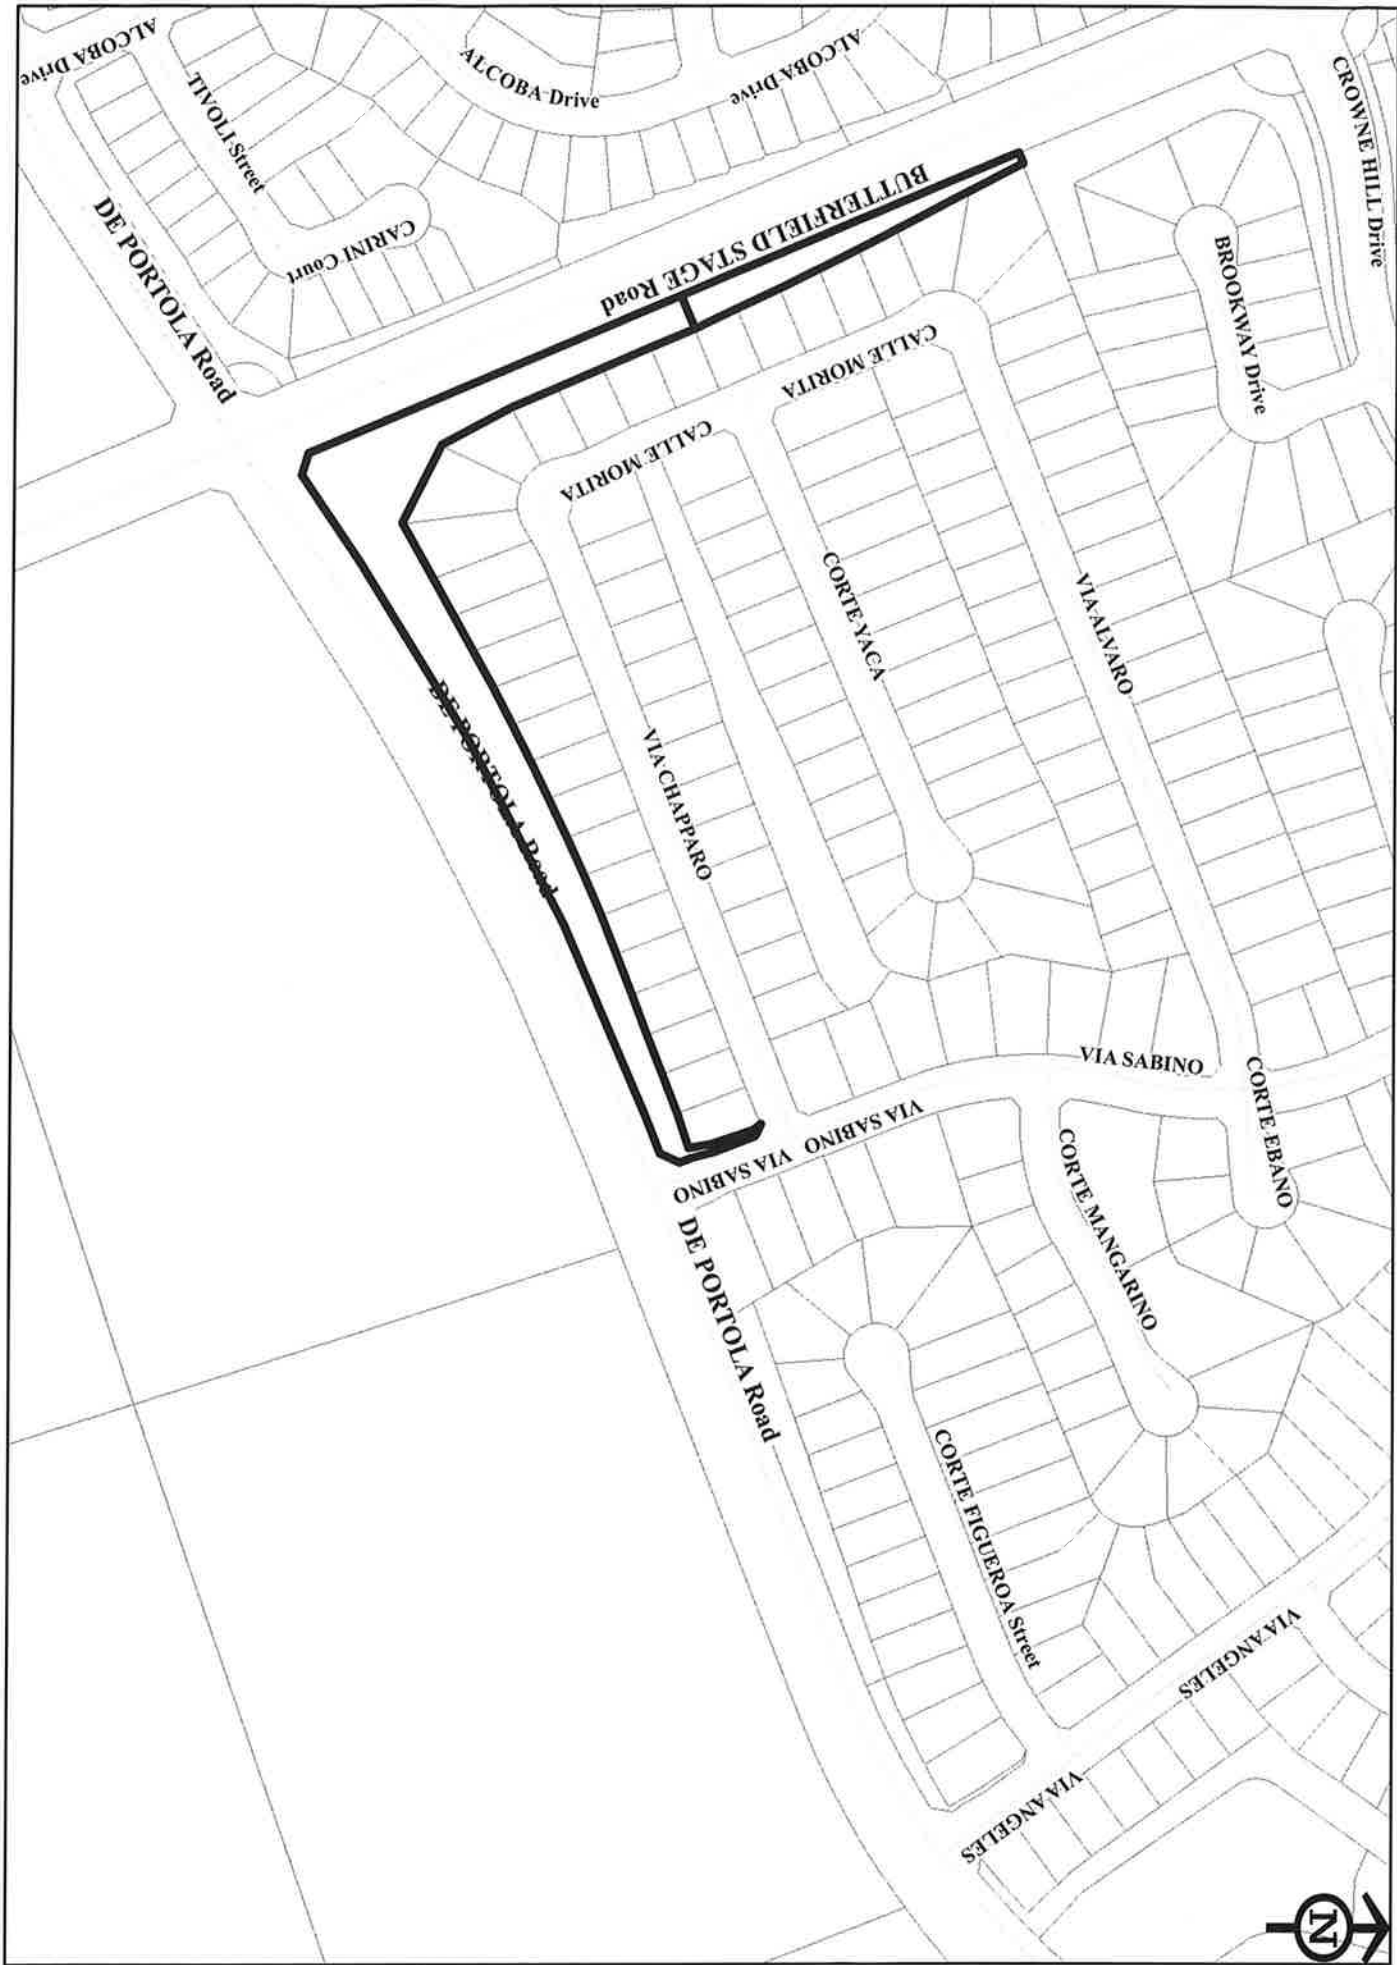 ALCOBA Drive
TIVOLI Street
ALCOBA Drive
ALCOBA Drive
CROWNE HILL Drive
DE PORTOLA Road
CARINI Court
BUTTERFIELD STAGE Road
BROOKWAY Drive
CALLE MORITA
CALLE MORITA
CORTE YACA
VIA ALVARO
DE PORTOLA Road
VIA CHAPPARO
VIA SABINO
VIA SABINO
VIA SABINO
CORTE EBANO
CORTE MANGARINO
DE PORTOLA Road
CORTE FIGUEROA Street
VIA ANGELES
VIA ANGELES
N